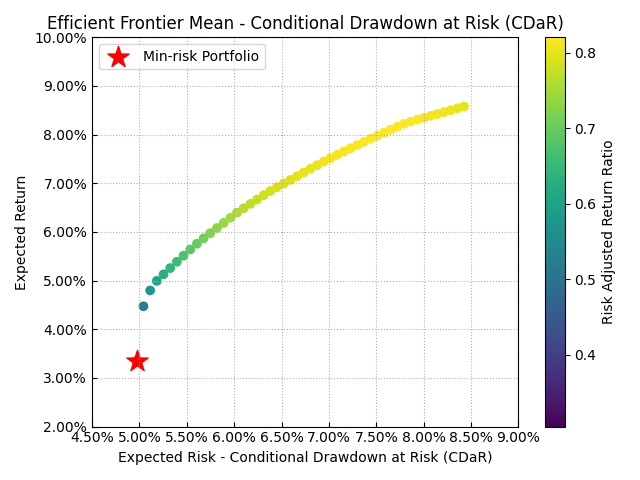 Efficient Frontier Mean - Conditional Drawdown at Risk (CDaR)
10.00%
9.00%
8.00%
7.00%
6.00%
5.00%
4.00%
3.00%
2.00%
Expected Return
Min-risk Portfolio
4.50% 5.00% 5.50% 6.00% 6.50% 7.00% 7.50% 8.00% 8.50% 9.00%
Expected Risk - Conditional Drawdown at Risk (CDaR)
0.8
0.7
0.6
0.5
0.4
Risk Adjusted Return Ratio